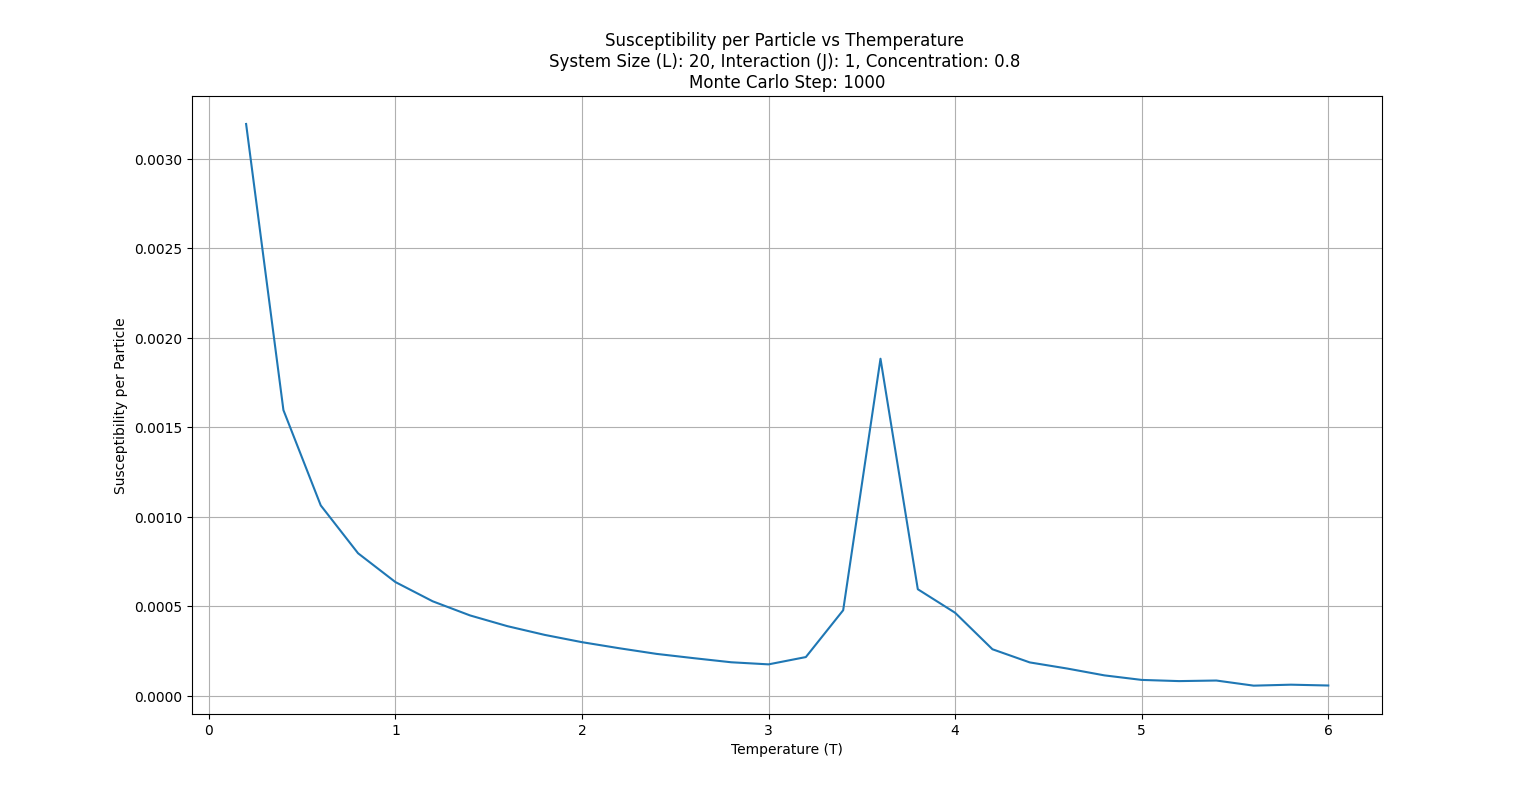 Susceptibility per Particle vs Themperature
System Size (L): 20, Interaction (J): 1, Concentration: 0.8
Monte Carlo Step: 1000
Susceptibility per Particle
0.0030
0.0025
0.0020
0.0015
0.0010
0.0005
0.0000
0 1 2 3 4 5 6
Temperature (T)